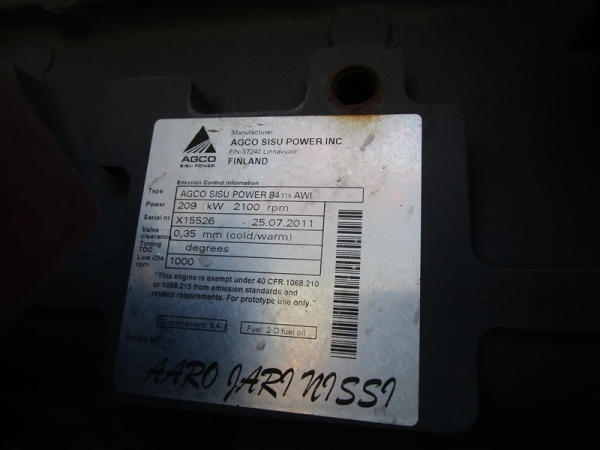 Manufacturer
AGCO SISU POWER INC
FIN-37240 Linnavuori
FINLAND
AGCO
SISU POWER
Emission Control Information
Type AGCO SISU POWER 84 AWI
Power 209 kW 2100 rpm
Serial nr X15526 - 25.07.2011
Valve clearance 0,35 mm (cold/warm)
Timing TDC degrees
Low idle rpm 1000
"This engine is exempt under 40 CFR 1068.210
or 1068.215 from emission standards and
related requirements. For prototype use only."
Displacement: 8,4
Fuel: 2-D fuel oil
AARO JARI NISSI